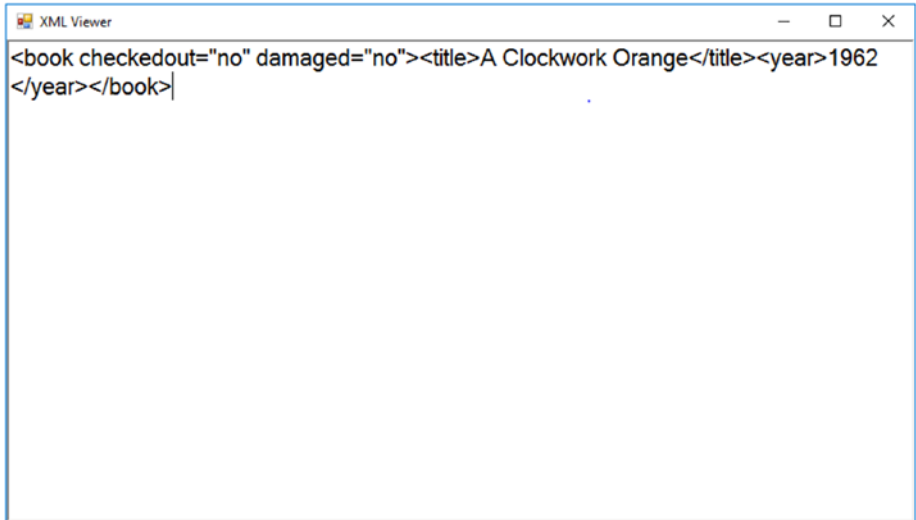 XML Viewer
<book checkedout="no" damaged="no"><title>A Clockwork Orange</title><year>1962
</year></book>